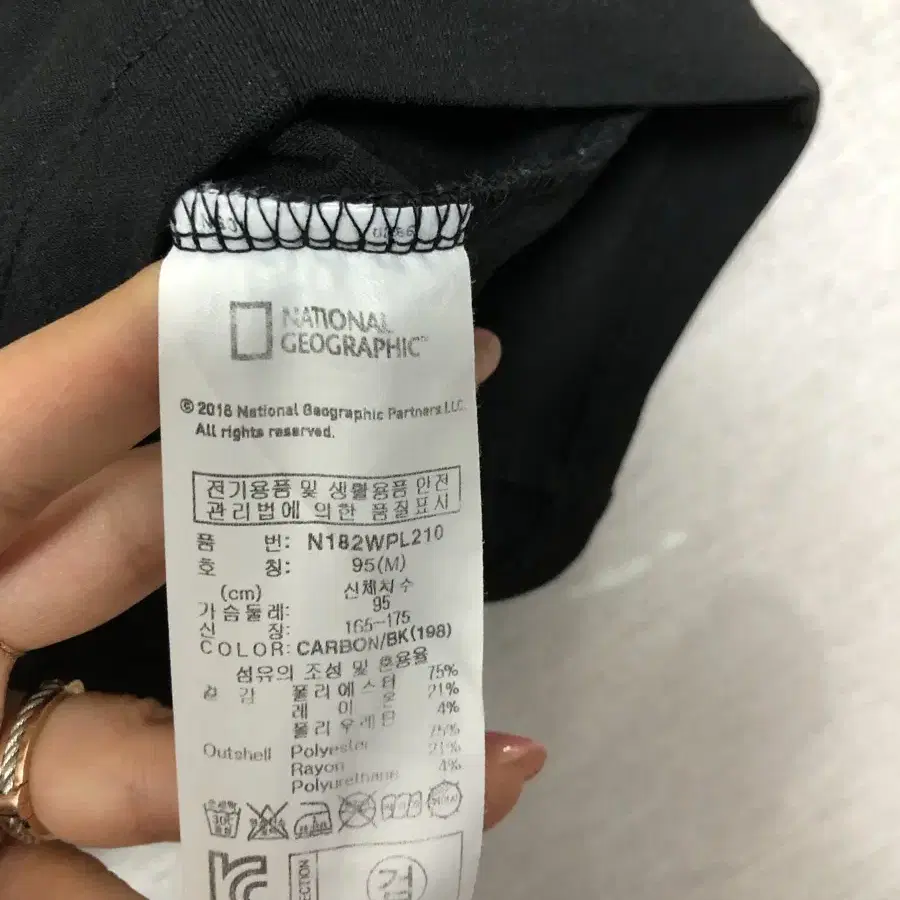 NATIONAL
GEOGRAPHIC™
© 2018 National Geographic Partners LLC.
All rights reserved.
전기용품 및 생활용품 안전
관리법에 의한 품질표시
품 번: N182WPL210
호 칭: 95(M)
(cm) 신체치수
가슴둘레: 95
신 장: 165-175
COLOR: CARBON/BK(198)
섬유의 조성 및 혼용율
겉 감 폴리에스터 75%
레 이 온 21%
폴리우레탄 4%
Outshell Polyester 75%
Rayon 21%
Polyurethane 4%
검